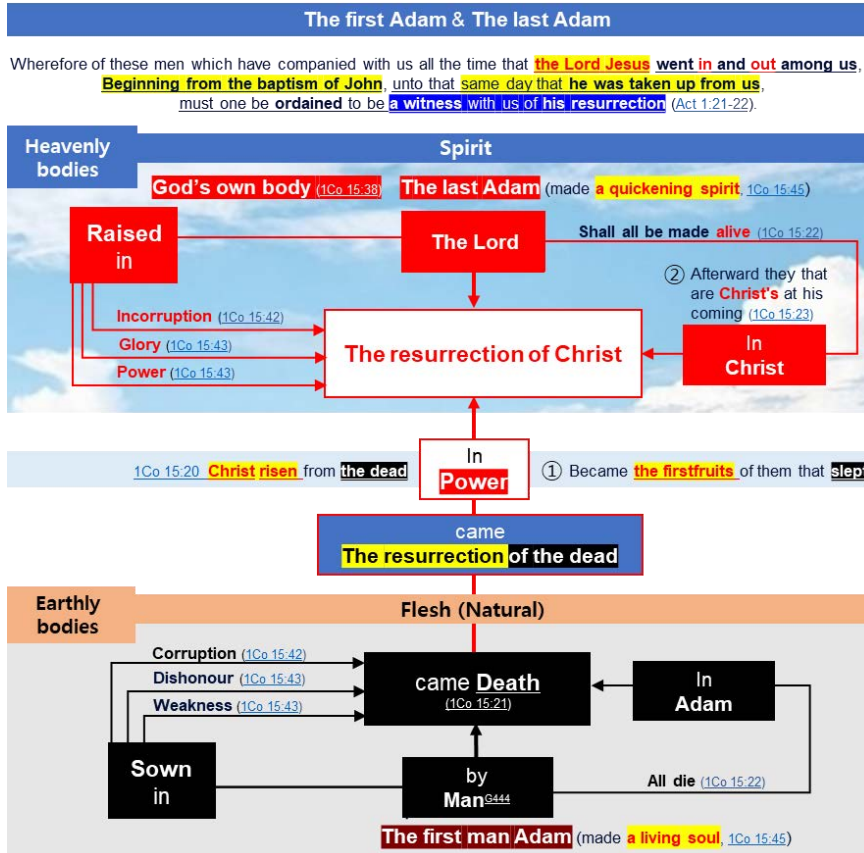 The first Adam & The last Adam
Wherefore of these men which have companied with us all the time that the Lord Jesus went in and out among us,
Beginning from the baptism of John, unto that same day that he was taken up from us,
must one be ordained to be a witness with us of his resurrection (Act 1:21-22).
Heavenly
bodies
Spirit
God's own body (1Co 15:38)
The last Adam (made a quickening spirit, 1Co 15:45)
Raised
in
The Lord
Shall all be made alive (1Co 15:22)
② Afterward they that
are Christ's at his
coming (1Co 15:23)
Incorruption (1Co 15:42)
Glory (1Co 15:43)
Power (1Co 15:43)
The resurrection of Christ
In
Christ
1Co 15:20 Christ risen from the dead
In
Power
① Became the firstfruits of them that slept
came
The resurrection of the dead
Earthly
bodies
Flesh (Natural)
Corruption (1Co 15:42)
Dishonour (1Co 15:43)
Weakness (1Co 15:43)
came Death
(1Co 15:21)
In
Adam
Sown
in
by
Man G444
All die (1Co 15:22)
The first man Adam (made a living soul, 1Co 15:45)